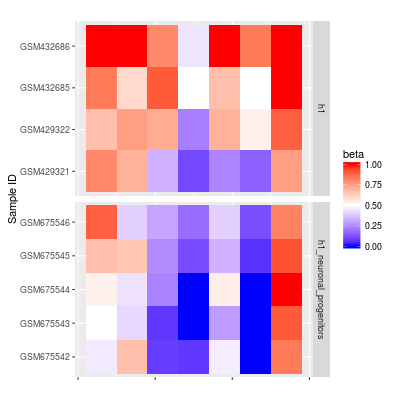 Sample ID
GSM432686
GSM432685
GSM429322
GSM429321
h1
GSM675546
GSM675545
GSM675544
GSM675543
GSM675542
h1_neuronal_progenitors
beta
1.00
0.75
0.50
0.25
0.00